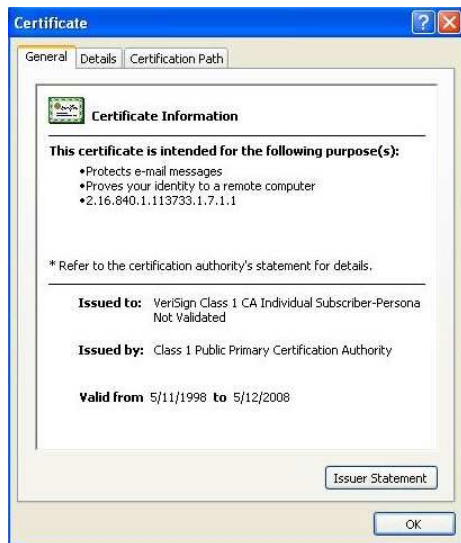 Certificate
General Details Certification Path
Certificate Information
This certificate is intended for the following purpose(s):
•Protects e-mail messages
•Proves your identity to a remote computer
•2.16.840.1.113733.1.7.1.1
* Refer to the certification authority's statement for details.
Issued to: VeriSign Class 1 CA Individual Subscriber-Persona
Not Validated
Issued by: Class 1 Public Primary Certification Authority
Valid from 5/11/1998 to 5/12/2008
Issuer Statement
OK